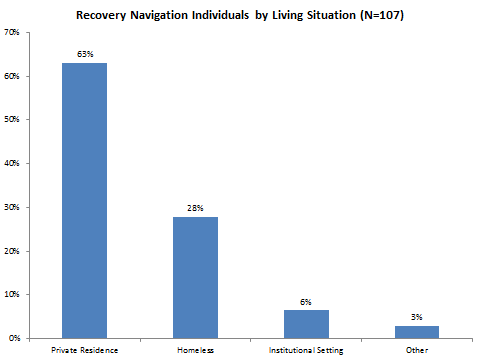 Recovery Navigation Individuals by Living Situation (N=107)
70%
60%
50%
40%
30%
20%
10%
0%
63%
28%
6%
3%
Private Residence
Homeless
Institutional Setting
Other